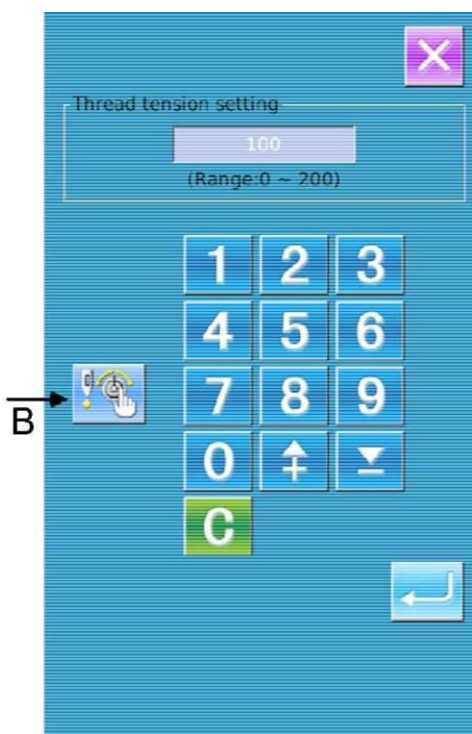 Thread tension setting
100
(Range:0 ~ 200)
1 2 3
4 5 6
B
7 8 9
0 + −
C